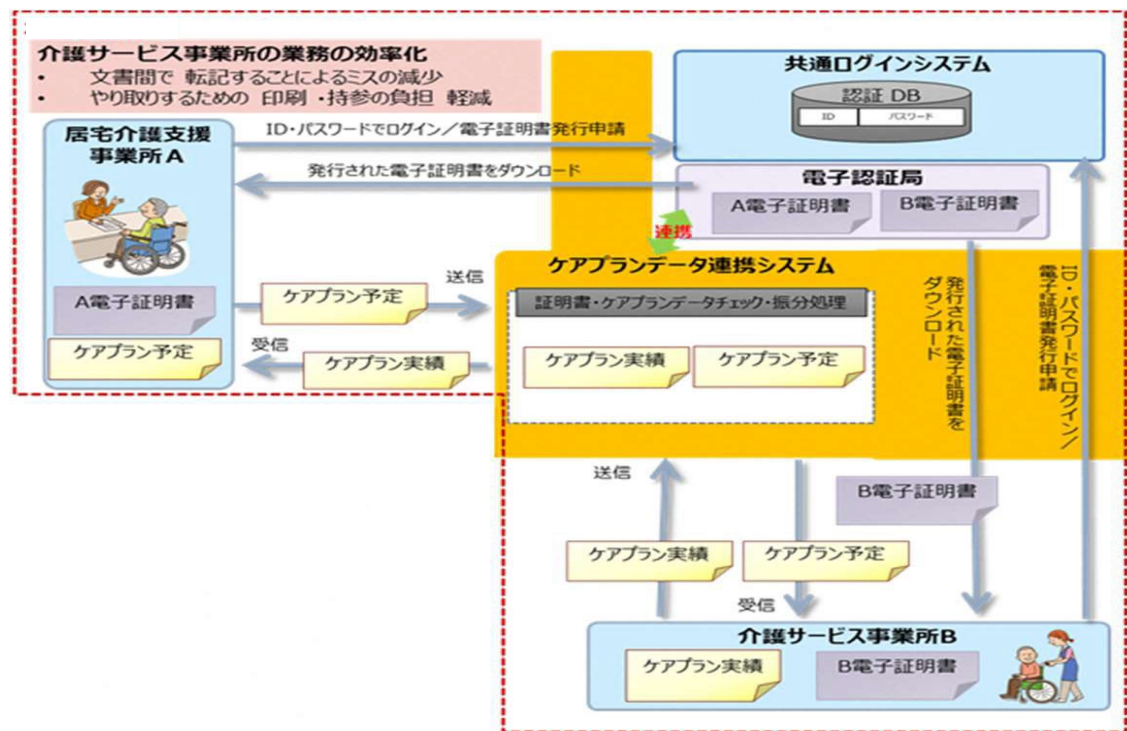 介護サービス事業所の業務の効率化
• 文書間で 転記することによるミスの減少
• やり取りするための 印刷 ・持参の負担 軽減
居宅介護支援
事業所A
ID・パスワードでログイン／電子証明書発行申請
発行された電子証明書をダウンロード
共通ログインシステム
認証 DB
ID
パスワード
電子認証局
A電子証明書
B電子証明書
連携
ケアプランデータ連携システム
証明書・ケアプランデータチェック・振分処理
ケアプラン実績
ケアプラン予定
A電子証明書
ケアプラン予定
ケアプラン予定
送信
受信
ケアプラン実績
発行された電子証明書を
ダウンロード
ID・パスワードでログイン／
電子証明書発行申請
送信
B電子証明書
ケアプラン実績
ケアプラン予定
受信
介護サービス事業所B
ケアプラン実績
B電子証明書